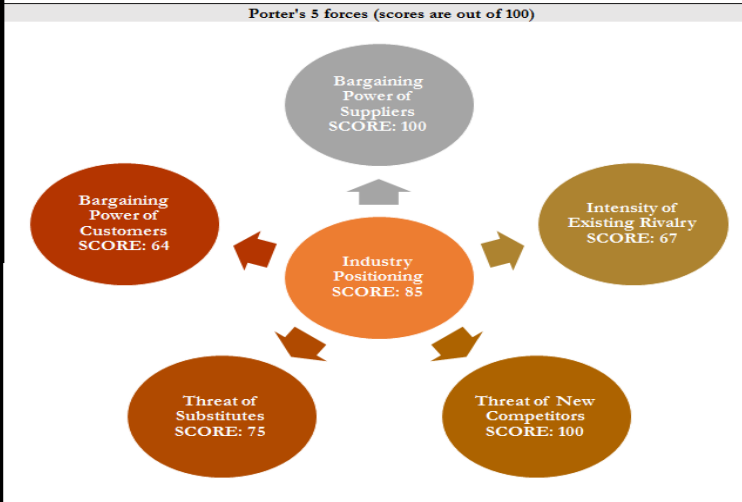 Porter's 5 forces (scores are out of 100)
Bargaining
Power of
Suppliers
SCORE: 100
Bargaining
Power of
Customers
SCORE: 64
Intensity of
Existing Rivalry
SCORE: 67
Industry
Positioning
SCORE: 85
Threat of
Substitutes
SCORE: 75
Threat of New
Competitors
SCORE: 100